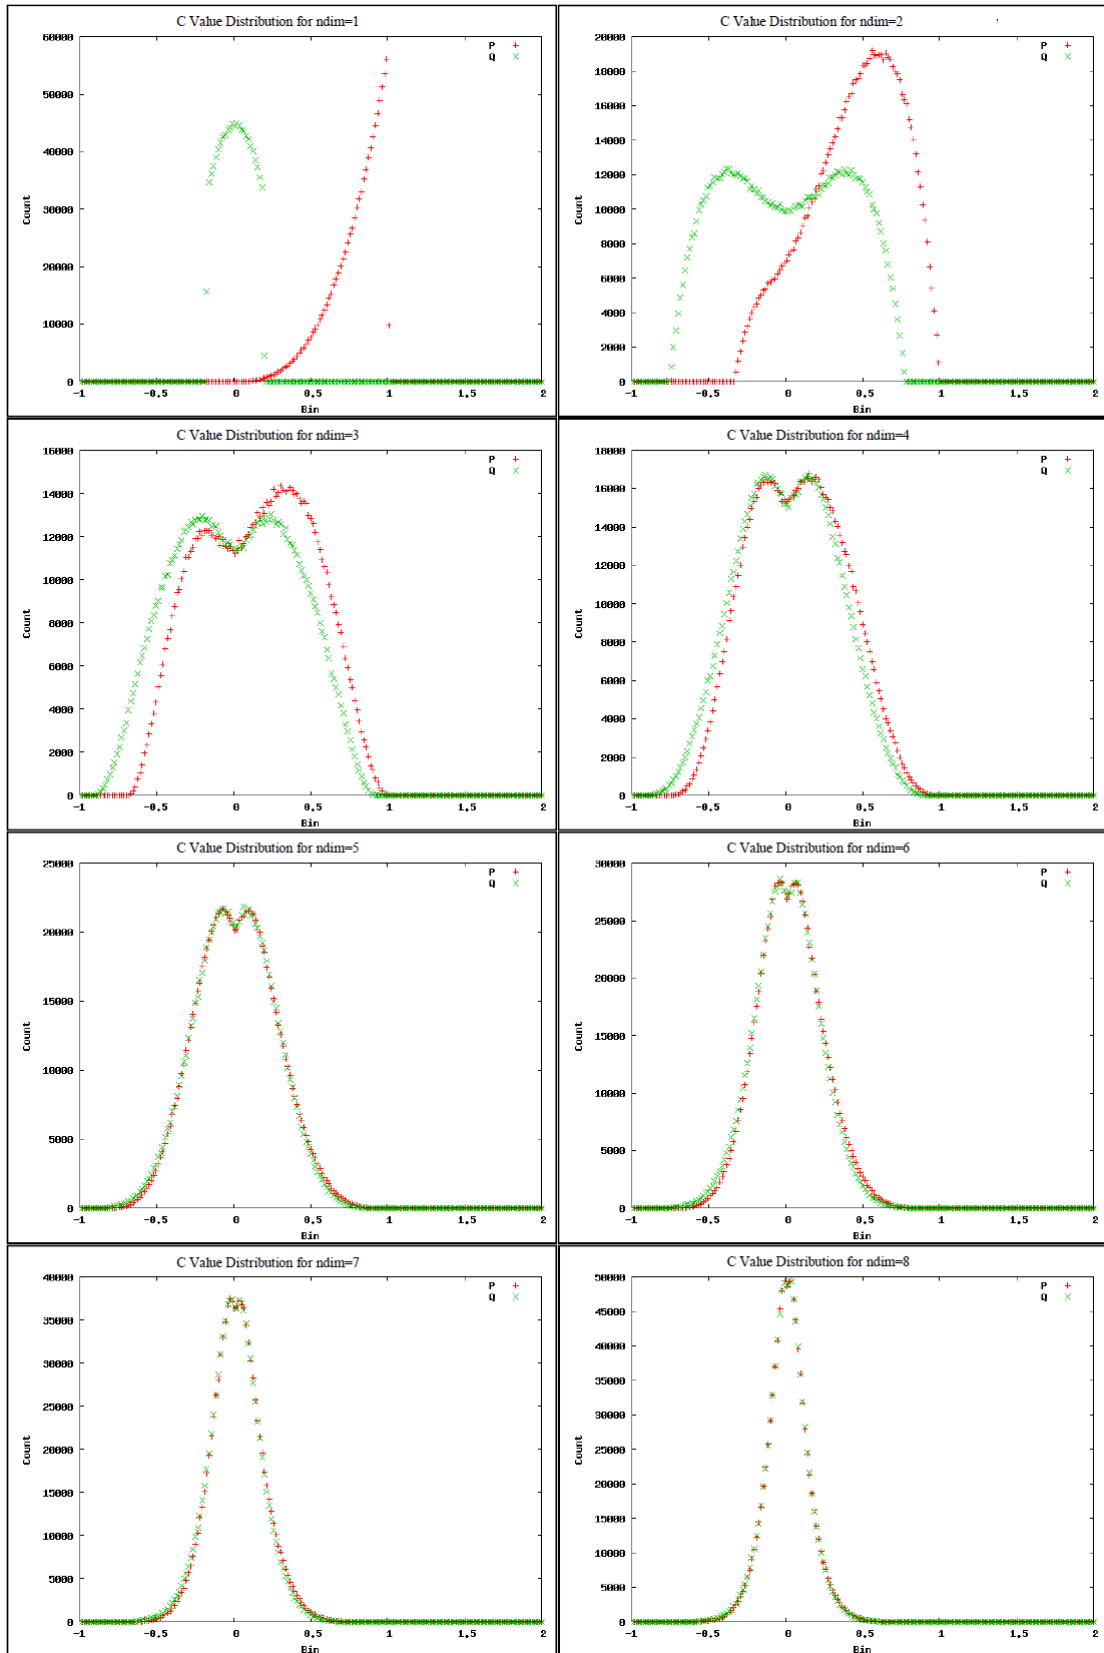 C Value Distribution for ndim=1
60000
50000
40000
30000
20000
10000
0
Count
P
Q
-1 -0.5 0 0.5 1 1.5 2
Bin
C Value Distribution for ndim=2
20000
18000
16000
14000
12000
10000
8000
6000
4000
2000
0
Count
P
Q
-1 -0.5 0 0.5 1 1.5 2
Bin
C Value Distribution for ndim=3
16000
14000
12000
10000
8000
6000
4000
2000
0
Count
P
Q
-1 -0.5 0 0.5 1 1.5 2
Bin
C Value Distribution for ndim=4
18000
16000
14000
12000
10000
8000
6000
4000
2000
0
Count
P
Q
-1 -0.5 0 0.5 1 1.5 2
Bin
C Value Distribution for ndim=5
25000
20000
15000
10000
5000
0
Count
P
Q
-1 -0.5 0 0.5 1 1.5 2
Bin
C Value Distribution for ndim=6
30000
25000
20000
15000
10000
5000
0
Count
P
Q
-1 -0.5 0 0.5 1 1.5 2
Bin
C Value Distribution for ndim=7
40000
35000
30000
25000
20000
15000
10000
5000
0
Count
P
Q
-1 -0.5 0 0.5 1 1.5 2
Bin
C Value Distribution for ndim=8
50000
45000
40000
35000
30000
25000
20000
15000
10000
5000
0
Count
P
Q
-1 -0.5 0 0.5 1 1.5 2
Bin